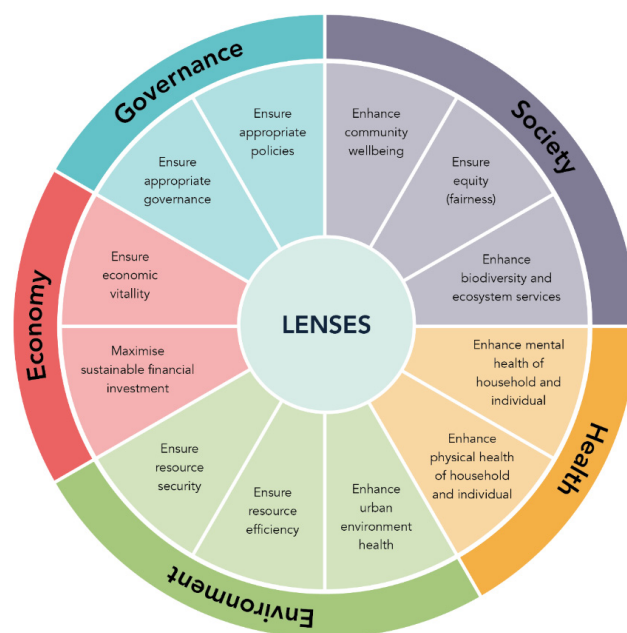 Governance
Society
Health
Environment
Economy
LENSES
Enhance
community
wellbeing
Ensure
equity
(fairness)
Enhance
biodiversity and
ecosystem services
Enhance mental
health of
household and
individual
Enhance
physical health
of household
and individual
Enhance
urban
environment
health
Ensure
resource
efficiency
Ensure
resource
security
Maximise
sustainable financial
investment
Ensure
economic
vitallity
Ensure
appropriate
governance
Ensure
appropriate
policies